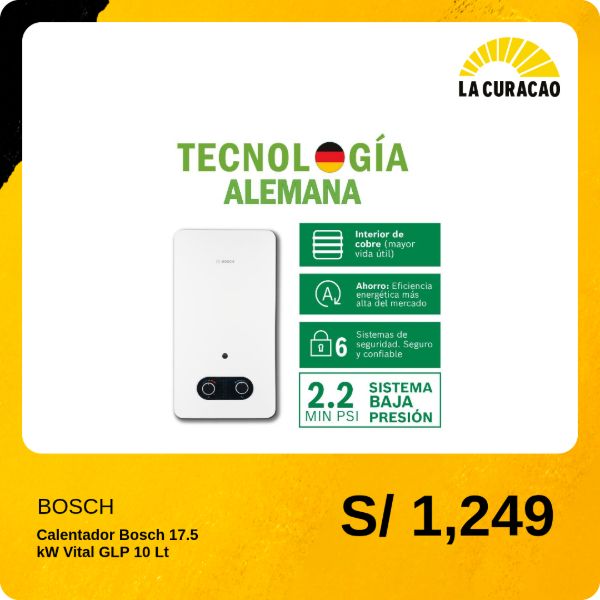 LA CURACAO
TECNOLOGÍA
ALEMANA
BOSCH
Interior de
cobre (mayor
vida útil)
A
Ahorro: Eficiencia
energética más
alta del mercado
6
Sistemas de
seguridad. Seguro
y confiable
2.2
MIN PSI
SISTEMA
BAJA
PRESIÓN
BOSCH
Calentador Bosch 17.5
kW Vital GLP 10 Lt
S/ 1,249